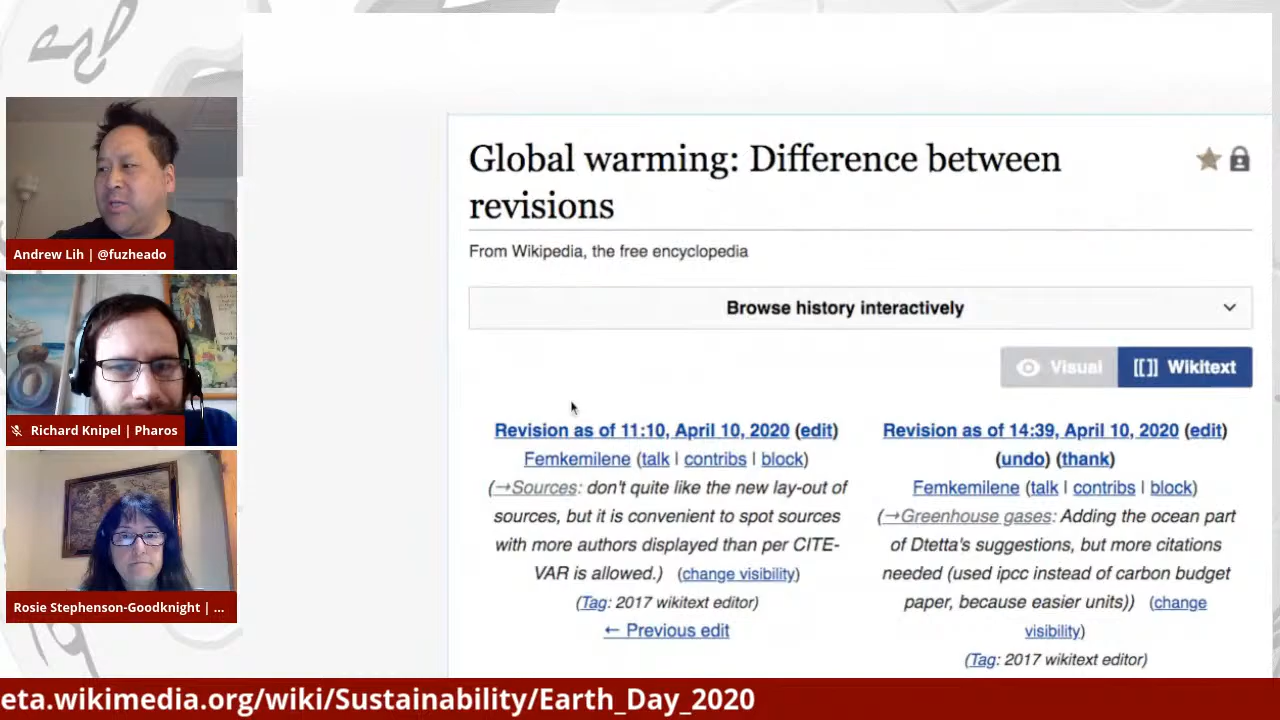 Andrew Lih | @fuzheado
Richard Knipel | Pharos
Rosie Stephenson-Goodknight | ...
Global warming: Difference between
revisions
From Wikipedia, the free encyclopedia
Browse history interactively
Visual
[[]] Wikitext
Revision as of 11:10, April 10, 2020 (edit)
Femkemilene (talk | contribs | block)
(→Sources: don't quite like the new lay-out of
sources, but it is convenient to spot sources
with more authors displayed than per CITE-
VAR is allowed.) (change visibility)
(Tag: 2017 wikitext editor)
← Previous edit
Revision as of 14:39, April 10, 2020 (edit)
(undo) (thank)
Femkemilene (talk | contribs | block)
(→Greenhouse gases: Adding the ocean part
of Dtetta's suggestions, but more citations
needed (used ipcc instead of carbon budget
paper, because easier units)) (change
visibility)
(Tag: 2017 wikitext editor)
eta.wikimedia.org/wiki/Sustainability/Earth_Day_2020